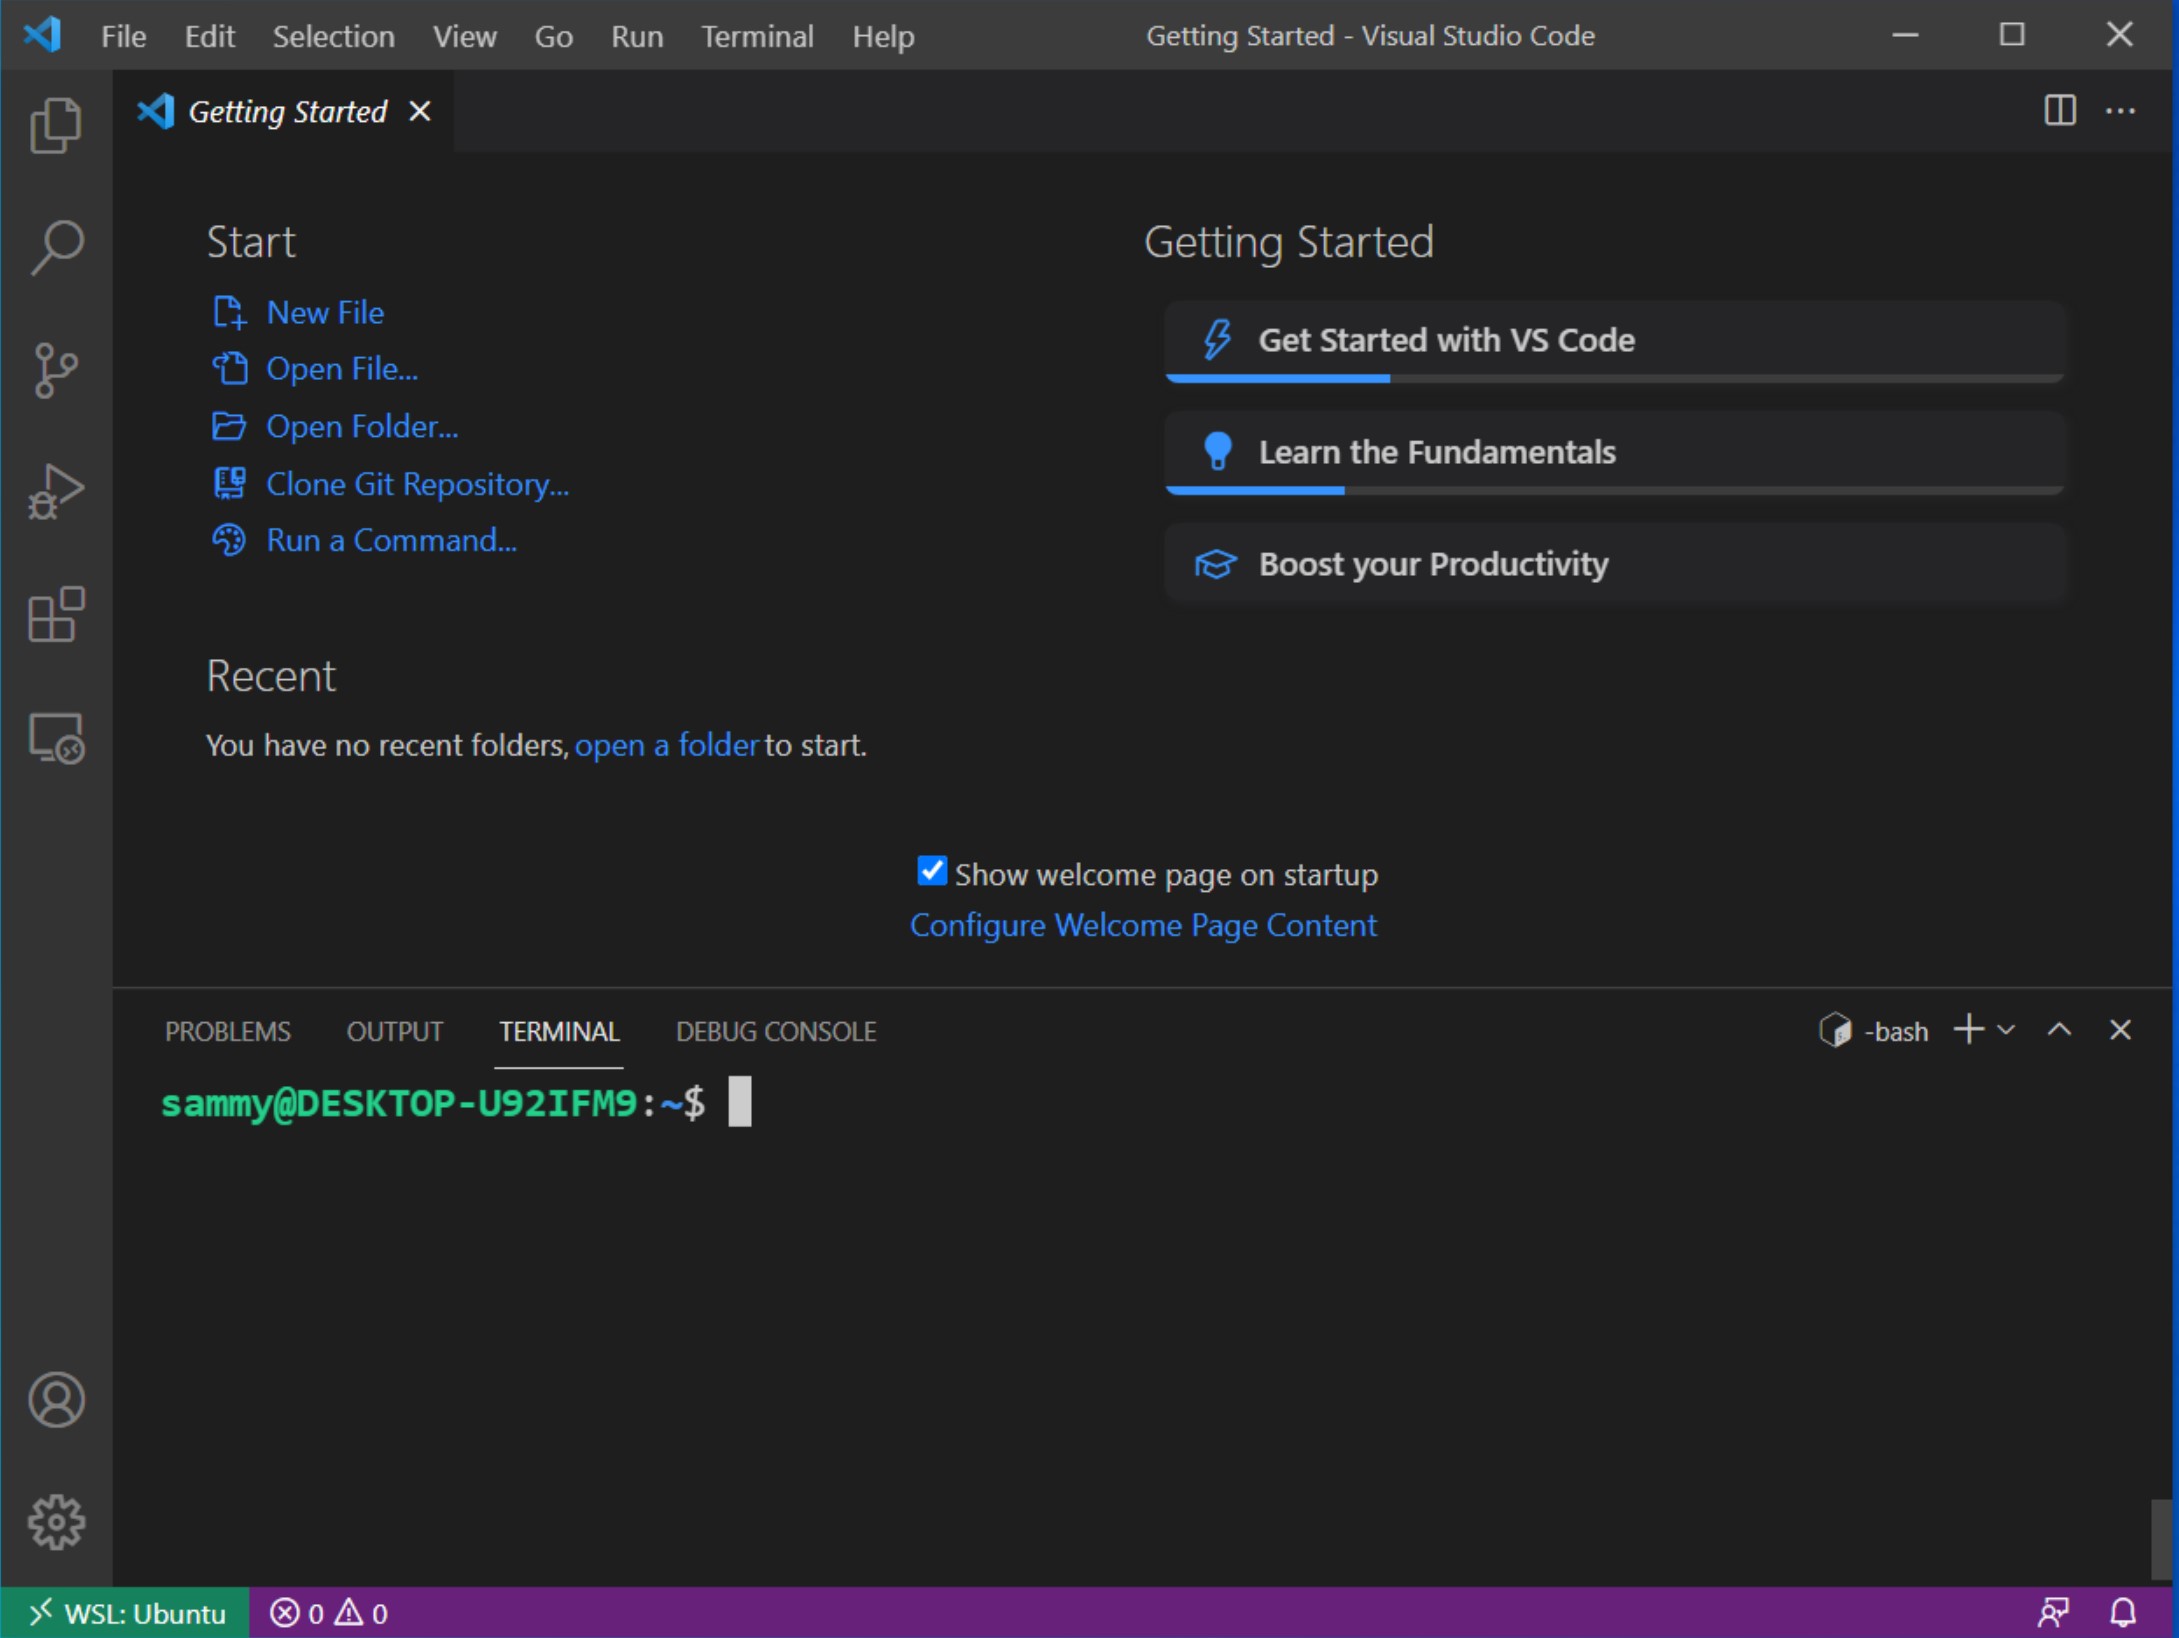 File Edit Selection View Go Run Terminal Help Getting Started - Visual Studio Code
Getting Started
Start
New File
Open File...
Open Folder...
Clone Git Repository...
Run a Command...
Recent
You have no recent folders, open a folder to start.
Getting Started
Get Started with VS Code
Learn the Fundamentals
Boost your Productivity
Show welcome page on startup
Configure Welcome Page Content
PROBLEMS OUTPUT TERMINAL DEBUG CONSOLE -bash
sammy@DESKTOP-U92IFM9:~$
WSL: Ubuntu 0 0